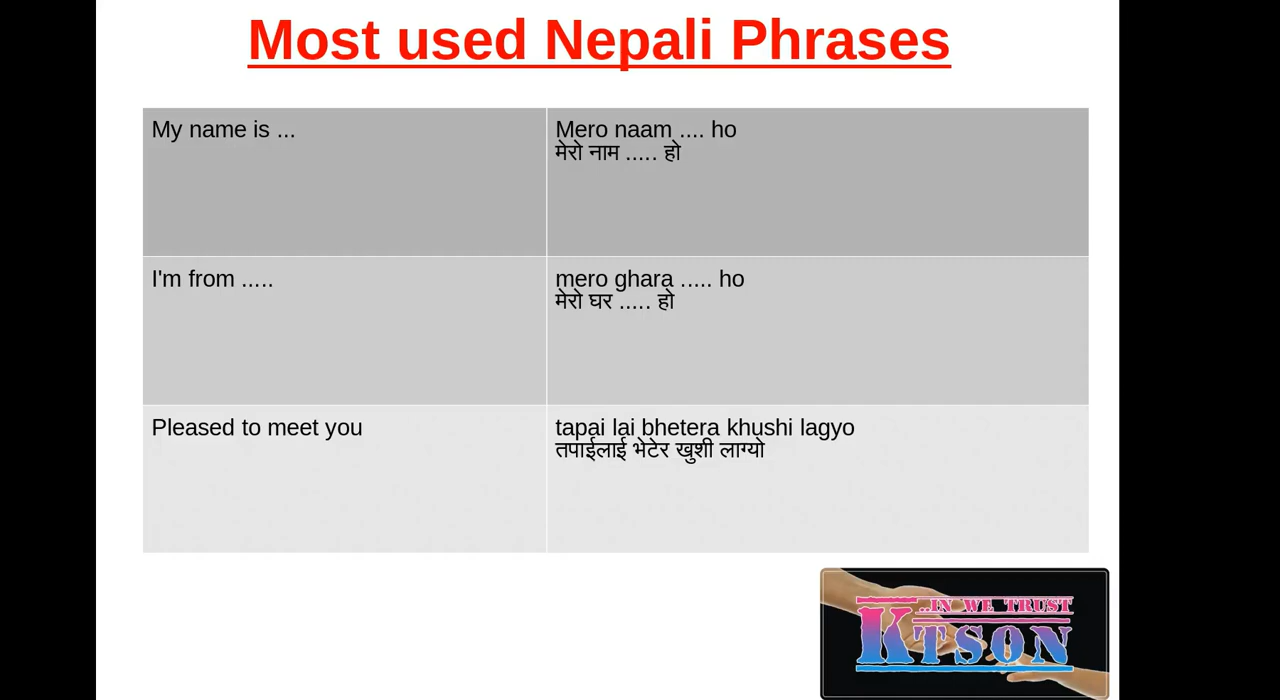 Most used Nepali Phrases
My name is ...
Mero naam .... ho
मेरो नाम ..... हो
I'm from .....
mero ghara ..... ho
मेरो घर ..... हो
Pleased to meet you
tapai lai bhetera khushi lagyo
तपाईलाई भेटेर खुशी लाग्यो
..IN WE TRUST
KTSON